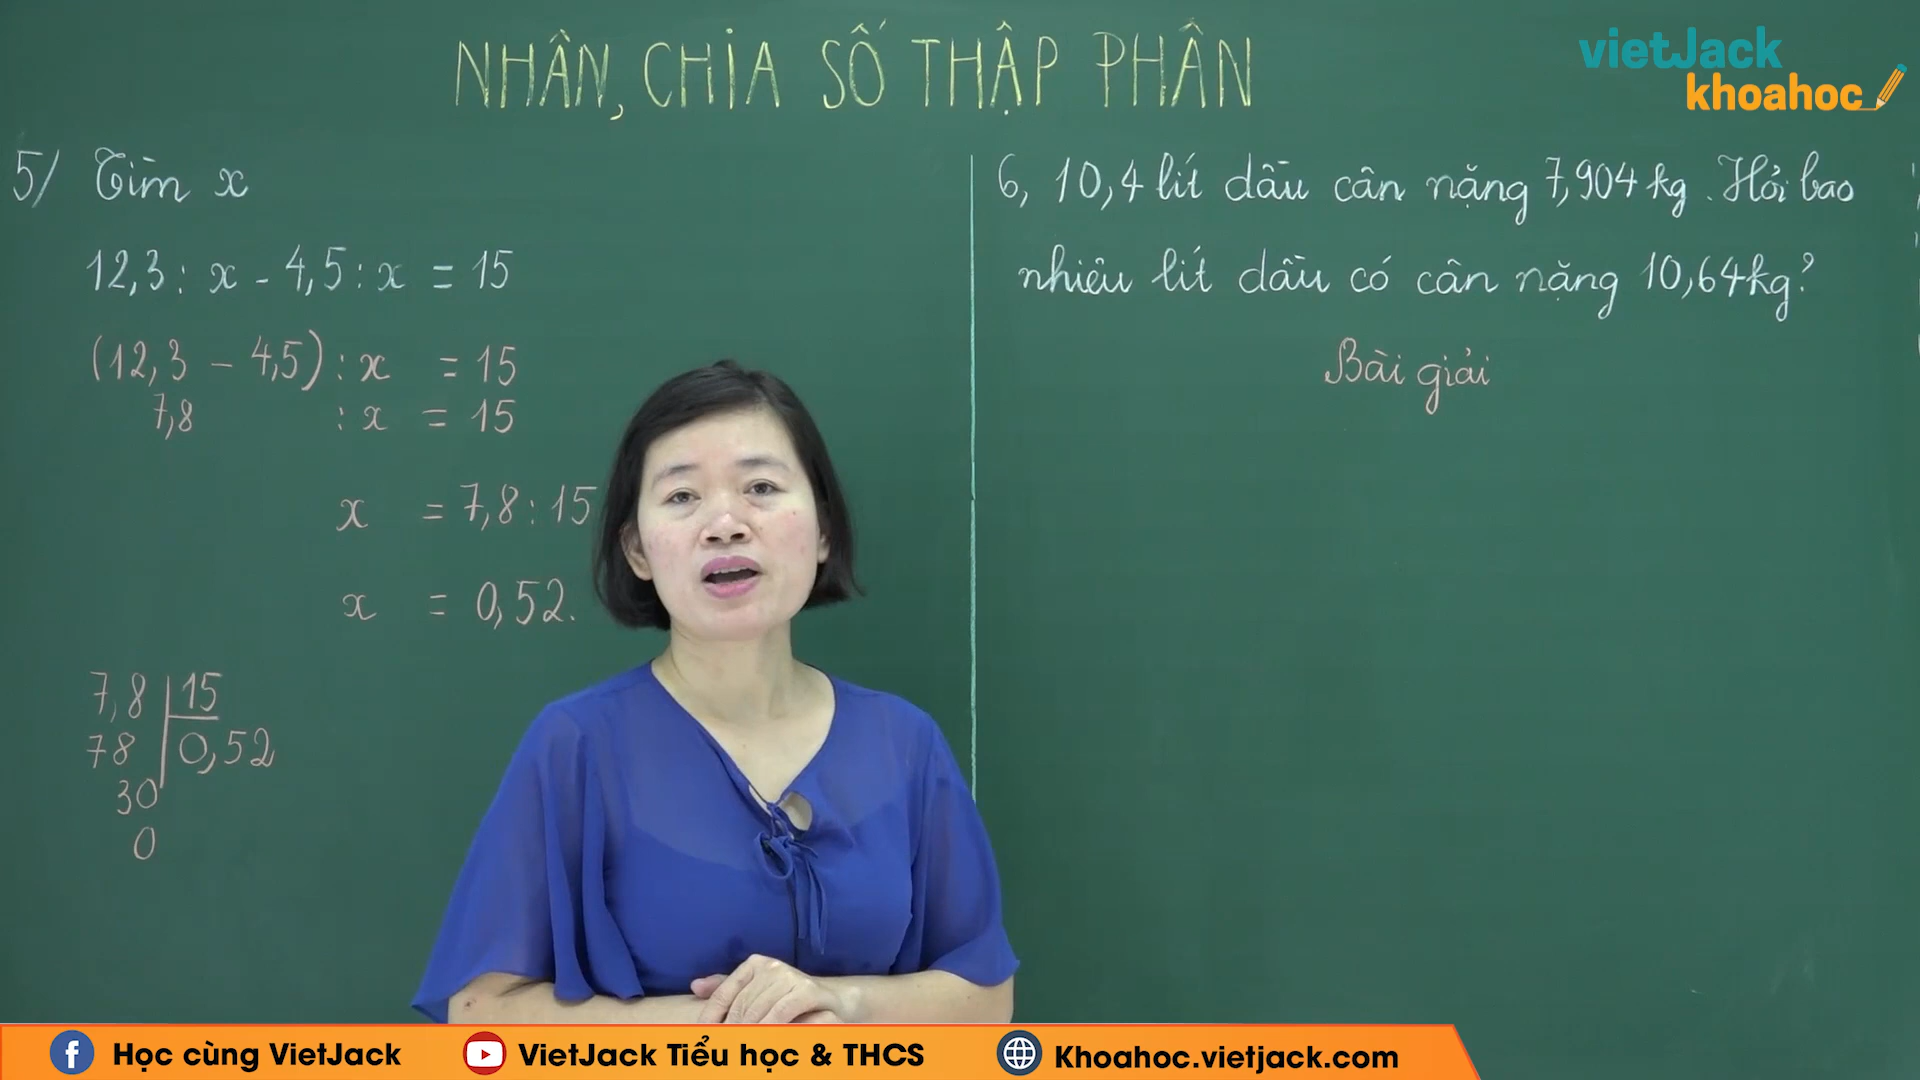 NHÂN, CHIA SỐ THẬP PHÂN
vietJack
khoahoc
5/ Tìm x
12,3 : x - 4,5 : x = 15
(12,3 - 4,5) : x = 15
7,8 : x = 15
x = 7,8 : 15
x = 0,52.
7,8 | 15
78 | 0,52
30
0
6, 10,4 lít dầu cân nặng 7,904 kg. Hỏi bao
nhiêu lít dầu có cân nặng 10,64kg?
Bài giải
Học cùng VietJack
VietJack Tiểu học & THCS
Khoahoc.vietjack.com